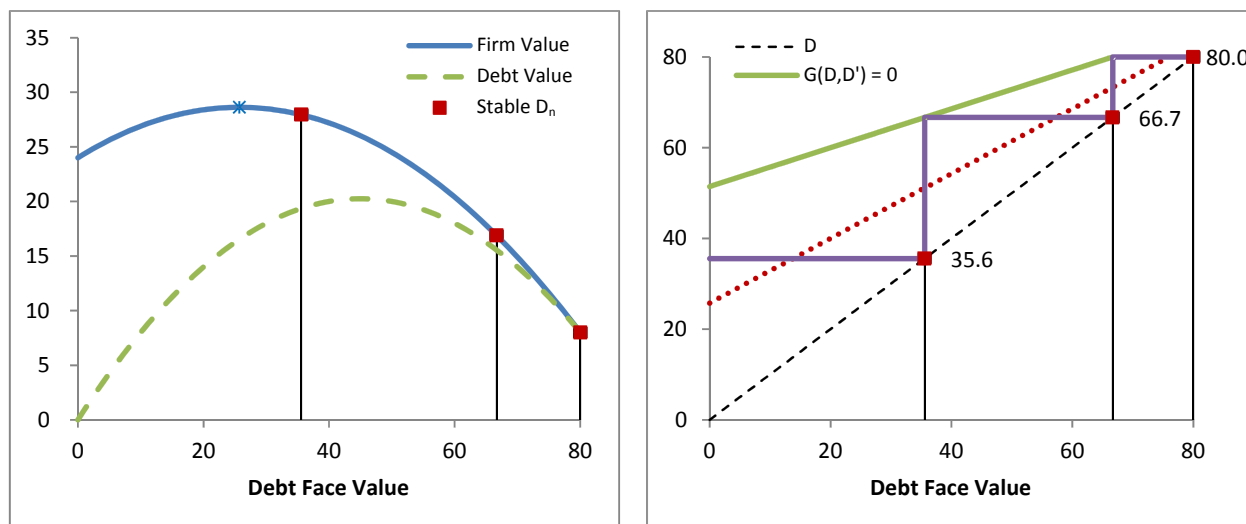 35
30
25
20
15
10
5
0
0 20 40 60 80
Debt Face Value
Firm Value
Debt Value
Stable Dn
80
60
40
20
0
0 20 40 60 80
Debt Face Value
D
G(D,D') = 0
80.0
66.7
35.6